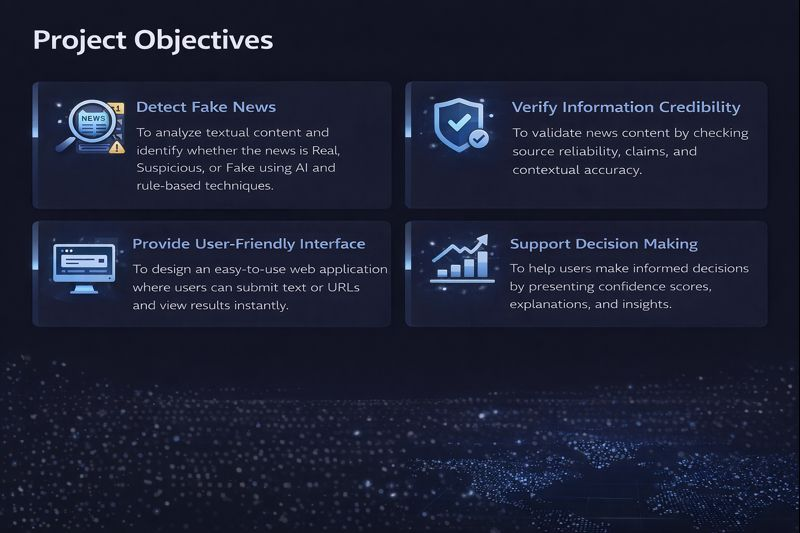 Project Objectives
Detect Fake News
To analyze textual content and
identify whether the news is Real,
Suspicious, or Fake using AI and
rule-based techniques.
NEWS
1
Verify Information Credibility
To validate news content by checking
source reliability, claims, and
contextual accuracy.
Provide User-Friendly Interface
To design an easy-to-use web application
where users can submit text or URLs
and view results instantly.
Support Decision Making
To help users make informed decisions
by presenting confidence scores,
explanations, and insights.